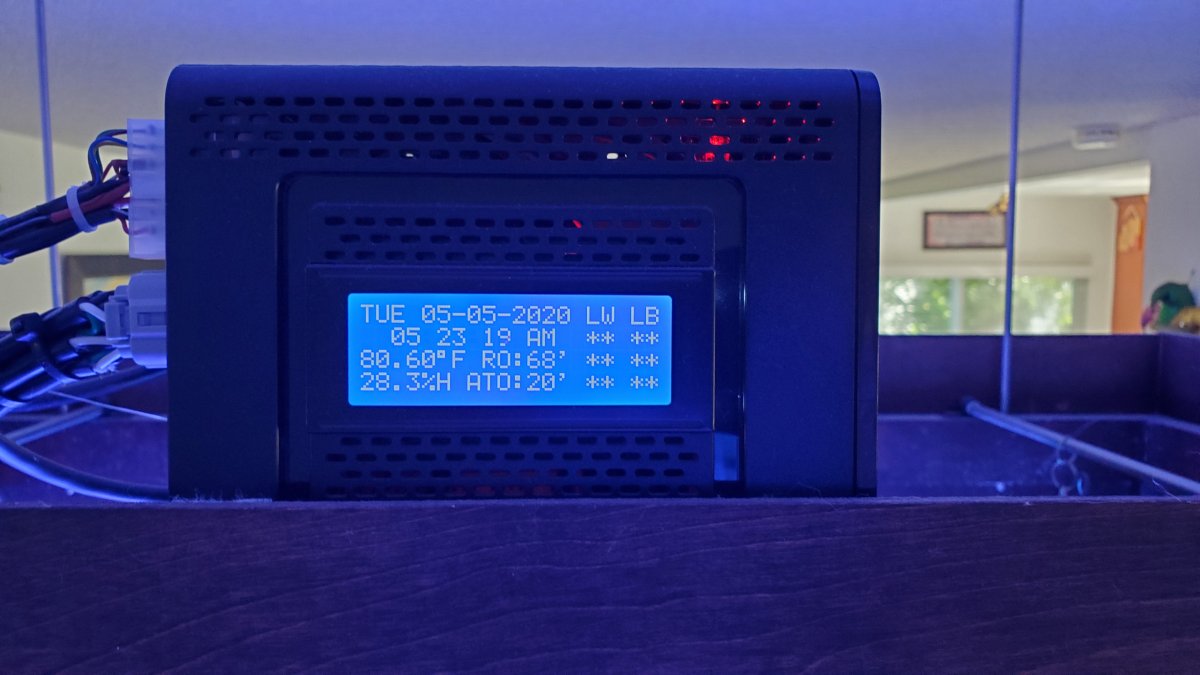 TUE 05-05-2020 LW LB
05 23 19 AM ** **
80.60°F RO:68' ** **
28.3%H ATO:20' ** **